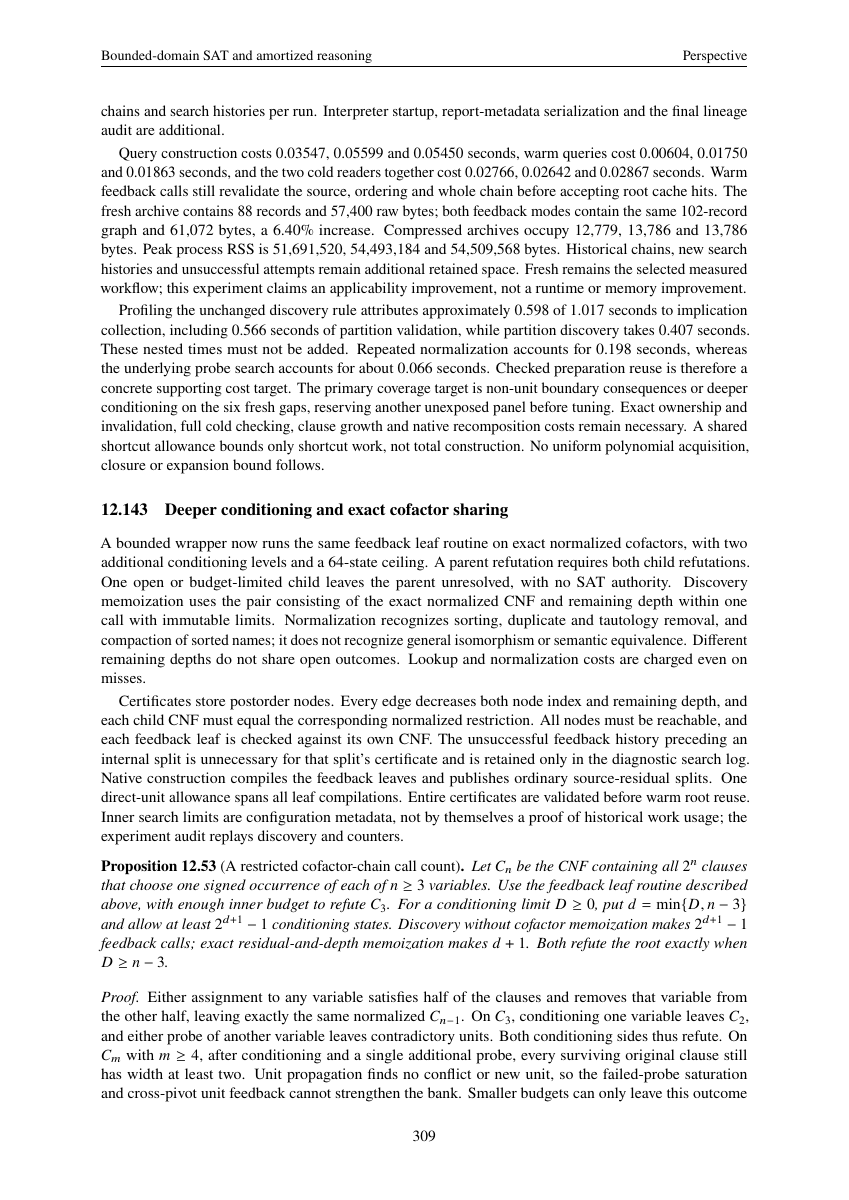 Bounded-domain SAT and amortized reasoning Perspective
chains and search histories per run. Interpreter startup, report-metadata serialization and the final lineage
audit are additional.
Query construction costs 0.03547, 0.05599 and 0.05450 seconds, warm queries cost 0.00604, 0.01750
and 0.01863 seconds, and the two cold readers together cost 0.02766, 0.02642 and 0.02867 seconds. Warm
feedback calls still revalidate the source, ordering and whole chain before accepting root cache hits. The
fresh archive contains 88 records and 57,400 raw bytes; both feedback modes contain the same 102-record
graph and 61,072 bytes, a 6.40% increase. Compressed archives occupy 12,779, 13,786 and 13,786
bytes. Peak process RSS is 51,691,520, 54,493,184 and 54,509,568 bytes. Historical chains, new search
histories and unsuccessful attempts remain additional retained space. Fresh remains the selected measured
workflow; this experiment claims an applicability improvement, not a runtime or memory improvement.
Profiling the unchanged discovery rule attributes approximately 0.598 of 1.017 seconds to implication
collection, including 0.566 seconds of partition validation, while partition discovery takes 0.407 seconds.
These nested times must not be added. Repeated normalization accounts for 0.198 seconds, whereas
the underlying probe search accounts for about 0.066 seconds. Checked preparation reuse is therefore a
concrete supporting cost target. The primary coverage target is non-unit boundary consequences or deeper
conditioning on the six fresh gaps, reserving another unexposed panel before tuning. Exact ownership and
invalidation, full cold checking, clause growth and native recomposition costs remain necessary. A shared
shortcut allowance bounds only shortcut work, not total construction. No uniform polynomial acquisition,
closure or expansion bound follows.
12.143 Deeper conditioning and exact cofactor sharing
A bounded wrapper now runs the same feedback leaf routine on exact normalized cofactors, with two
additional conditioning levels and a 64-state ceiling. A parent refutation requires both child refutations.
One open or budget-limited child leaves the parent unresolved, with no SAT authority. Discovery
memoization uses the pair consisting of the exact normalized CNF and remaining depth within one
call with immutable limits. Normalization recognizes sorting, duplicate and tautology removal, and
compaction of sorted names; it does not recognize general isomorphism or semantic equivalence. Different
remaining depths do not share open outcomes. Lookup and normalization costs are charged even on
misses.
Certificates store postorder nodes. Every edge decreases both node index and remaining depth, and
each child CNF must equal the corresponding normalized restriction. All nodes must be reachable, and
each feedback leaf is checked against its own CNF. The unsuccessful feedback history preceding an
internal split is unnecessary for that split's certificate and is retained only in the diagnostic search log.
Native construction compiles the feedback leaves and publishes ordinary source-residual splits. One
direct-unit allowance spans all leaf compilations. Entire certificates are validated before warm root reuse.
Inner search limits are configuration metadata, not by themselves a proof of historical work usage; the
experiment audit replays discovery and counters.
Proposition 12.53 (A restricted cofactor-chain call count). Let Cₙ be the CNF containing all 2ⁿ clauses
that choose one signed occurrence of each of n ≥ 3 variables. Use the feedback leaf routine described
above, with enough inner budget to refute C₃. For a conditioning limit D ≥ 0, put d = min{D, n − 3}
and allow at least 2ᵈ⁺¹ − 1 conditioning states. Discovery without cofactor memoization makes 2ᵈ⁺¹ − 1
feedback calls; exact residual-and-depth memoization makes d + 1. Both refute the root exactly when
D ≥ n − 3.
Proof. Either assignment to any variable satisfies half of the clauses and removes that variable from
the other half, leaving exactly the same normalized Cₙ₋₁. On C₃, conditioning one variable leaves C₂,
and either probe of another variable leaves contradictory units. Both conditioning sides thus refute. On
Cₘ with m ≥ 4, after conditioning and a single additional probe, every surviving original clause still
has width at least two. Unit propagation finds no conflict or new unit, so the failed-probe saturation
and cross-pivot unit feedback cannot strengthen the bank. Smaller budgets can only leave this outcome
309